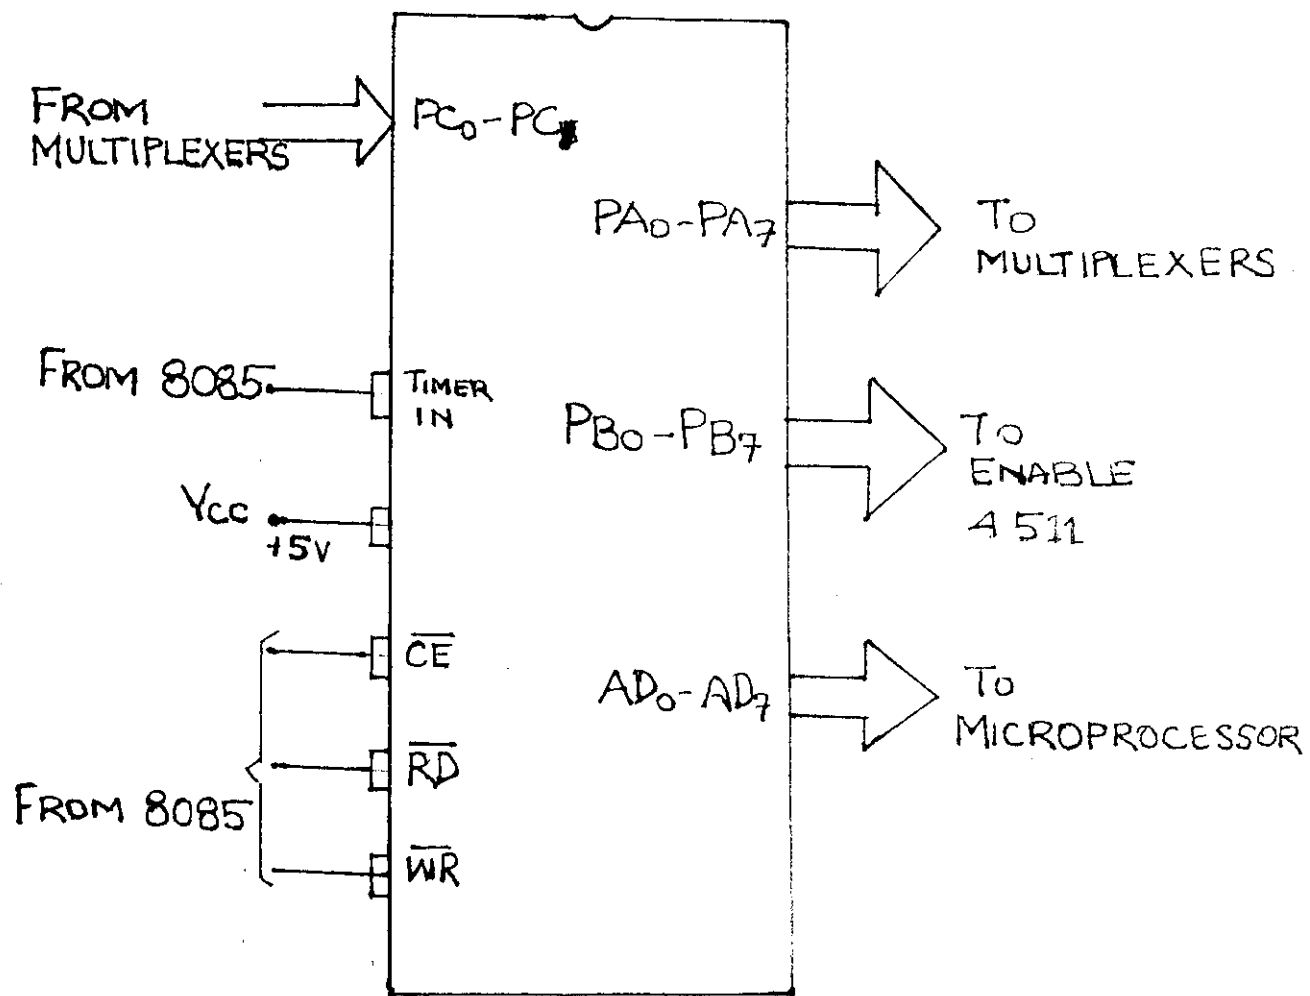 FROM
MULTIPLEXERS
PC0-PC
PA0-PA7
TO
MULTIPLEXERS
FROM 8085
TIMER
IN
PB0-PB7
TO
ENABLE
4511
VCC
+5V
CE
AD0-AD7
TO
MICROPROCESSOR
RD
FROM 8085
WR